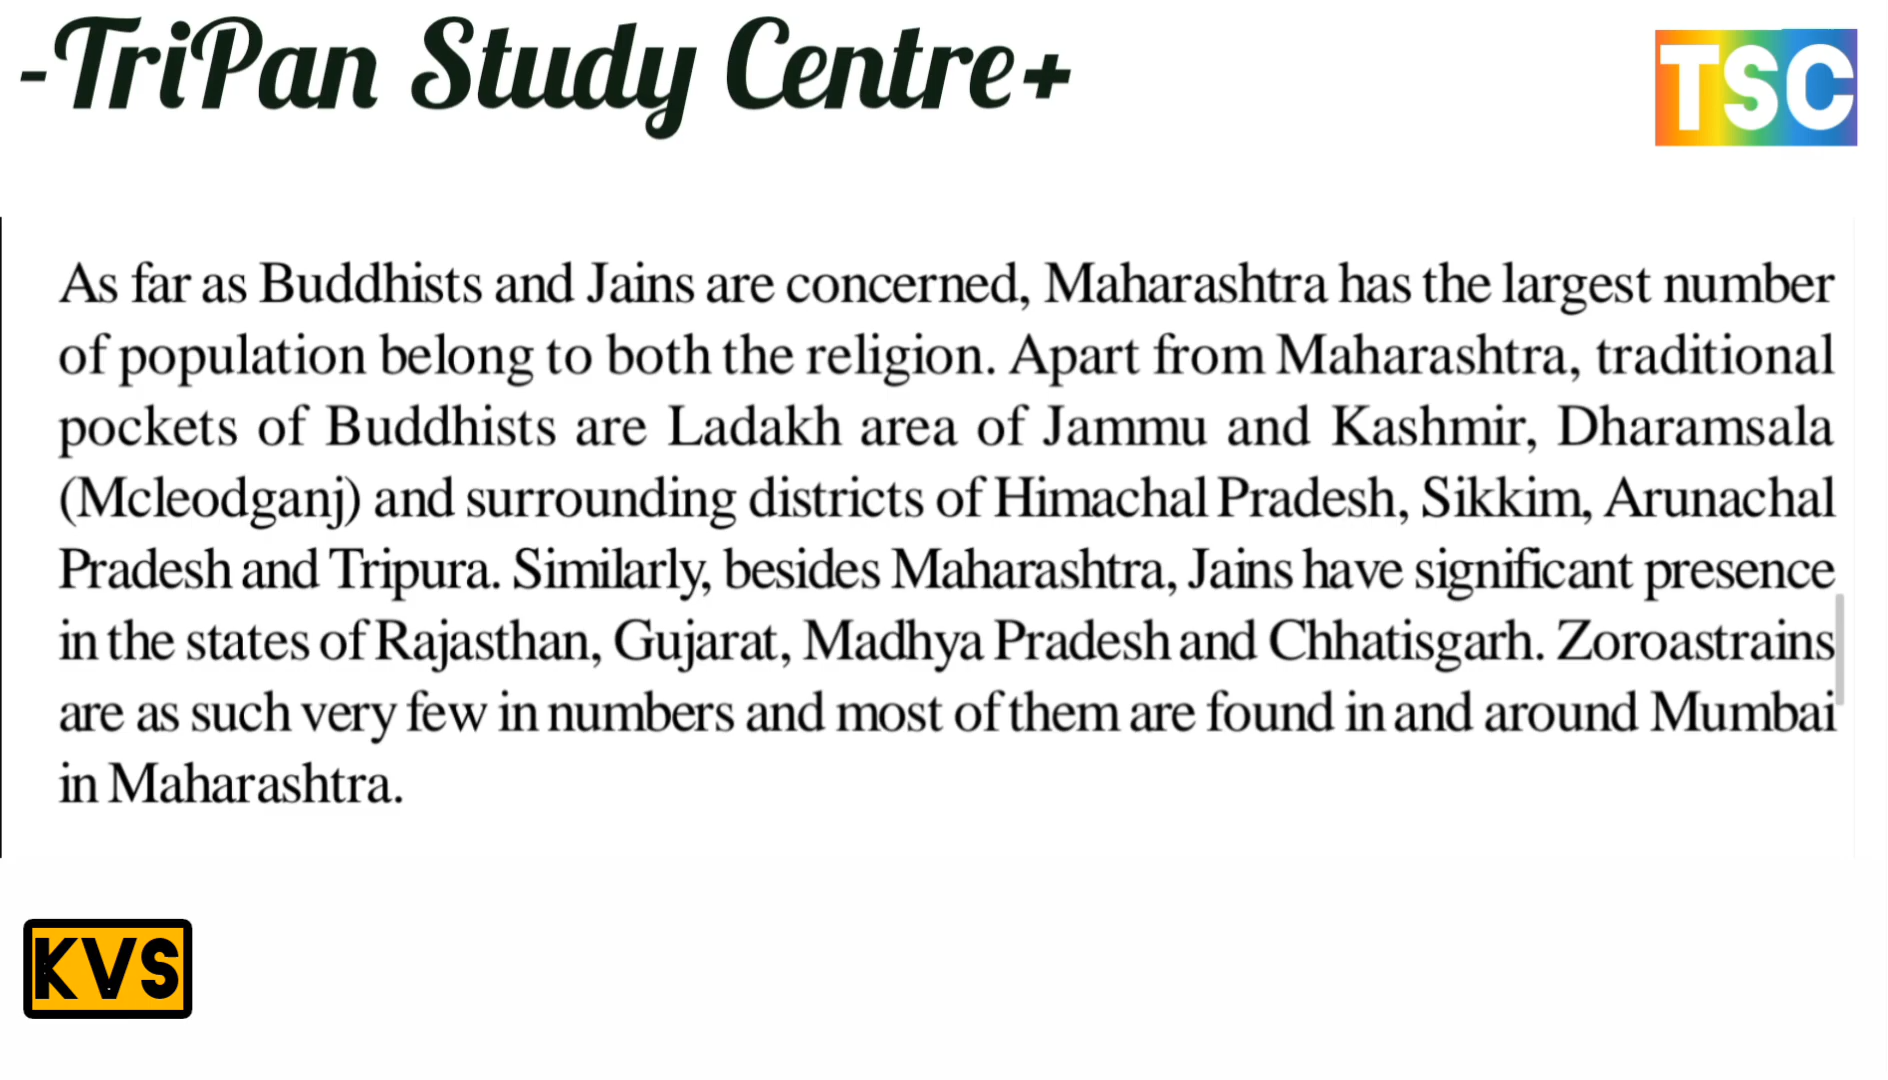 -TriPan Study Centre+
TSC
As far as Buddhists and Jains are concerned, Maharashtra has the largest number
of population belong to both the religion. Apart from Maharashtra, traditional
pockets of Buddhists are Ladakh area of Jammu and Kashmir, Dharamsala
(Mcleodganj) and surrounding districts of Himachal Pradesh, Sikkim, Arunachal
Pradesh and Tripura. Similarly, besides Maharashtra, Jains have significant presence
in the states of Rajasthan, Gujarat, Madhya Pradesh and Chhatisgarh. Zoroastrains
are as such very few in numbers and most of them are found in and around Mumbai
in Maharashtra.
KVS